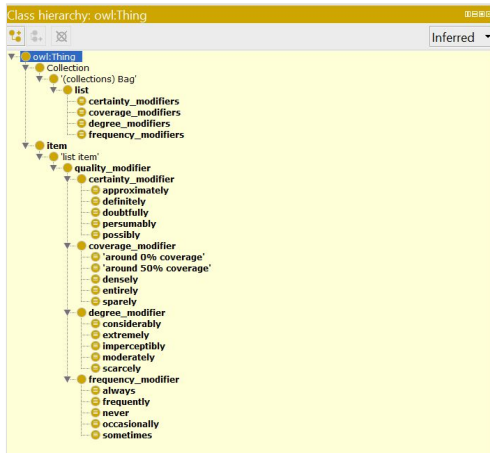 Class hierarchy: owl:Thing
Inferred
owl:Thing
Collection
'(collections) Bag'
list
certainty_modifiers
coverage_modifiers
degree_modifiers
frequency_modifiers
item
'list item'
quality_modifier
certainty_modifier
approximately
definitely
doubtfully
persumably
possibly
coverage_modifier
'around 0% coverage'
'around 50% coverage'
densely
entirely
sparely
degree_modifier
considerably
extremely
imperceptibly
moderately
scarcely
frequency_modifier
always
frequently
never
occasionally
sometimes